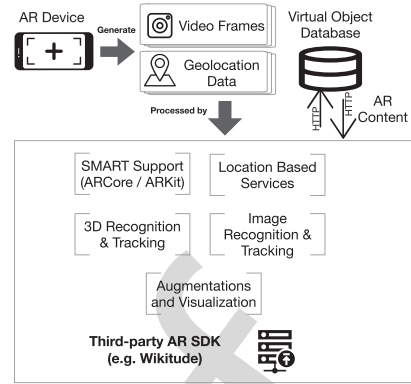 AR Device
Generate
Video Frames
Geolocation
Data
Virtual Object
Database
Processed by
HTTP
HTTP
AR
Content
SMART Support
(ARCore / ARKit)
Location Based
Services
3D Recognition
& Tracking
Image
Recognition &
Tracking
Augmentations
and Visualization
Third-party AR SDK
(e.g. Wikitude)